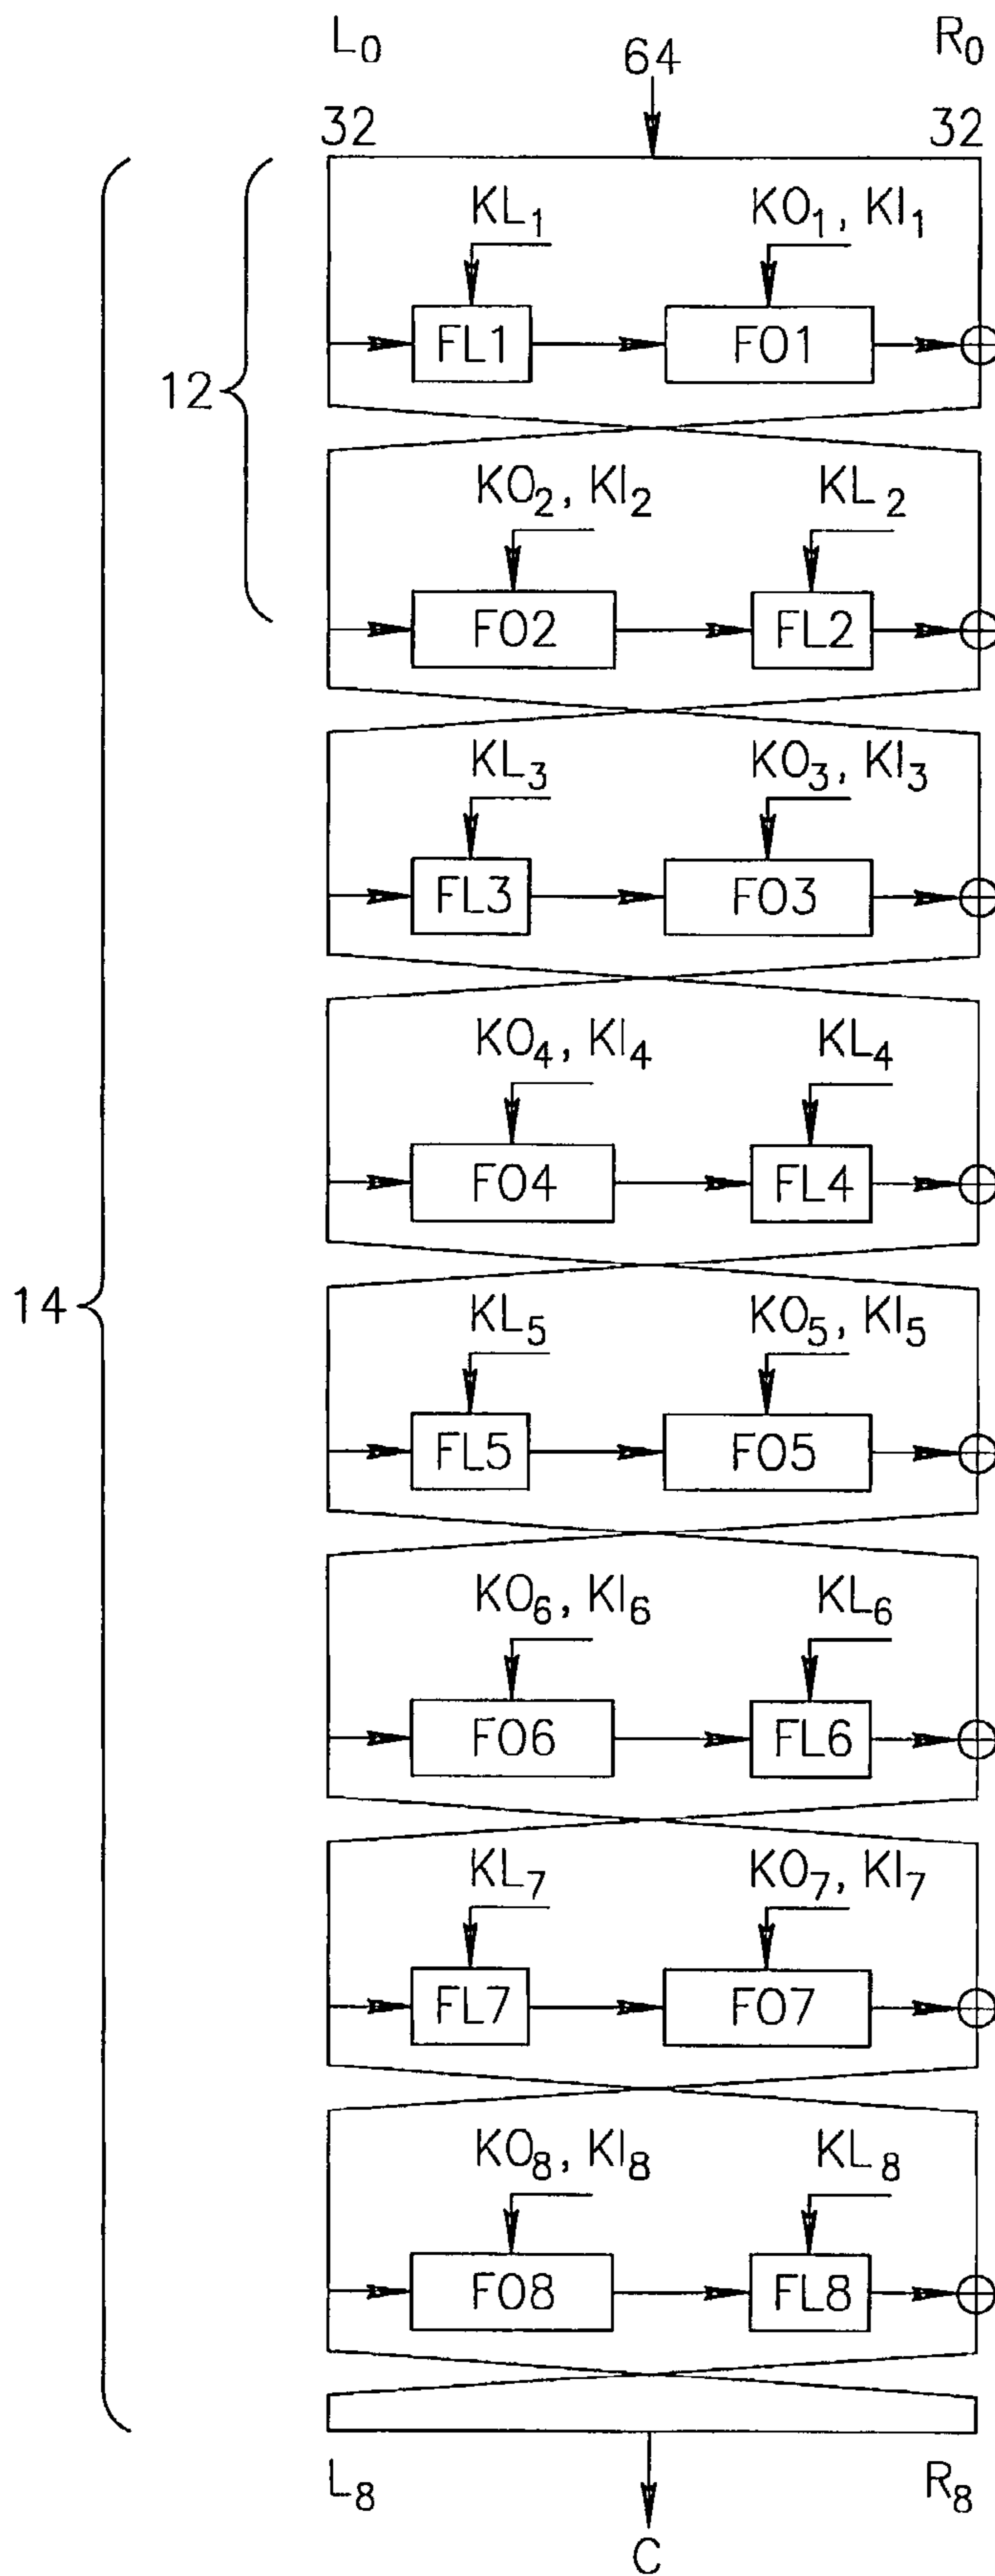 L₀ 64 R₀
32 32
KL₁ KO₁, KI₁
FL1 FO1
12
KO₂, KI₂ KL₂
FO2 FL2
KL₃ KO₃, KI₃
FL3 FO3
KO₄, KI₄ KL₄
FO4 FL4
14
KL₅ KO₅, KI₅
FL5 FO5
KO₆, KI₆ KL₆
FO6 FL6
KL₇ KO₇, KI₇
FL7 FO7
KO₈, KI₈ KL₈
FO8 FL8
L₈ R₈
C